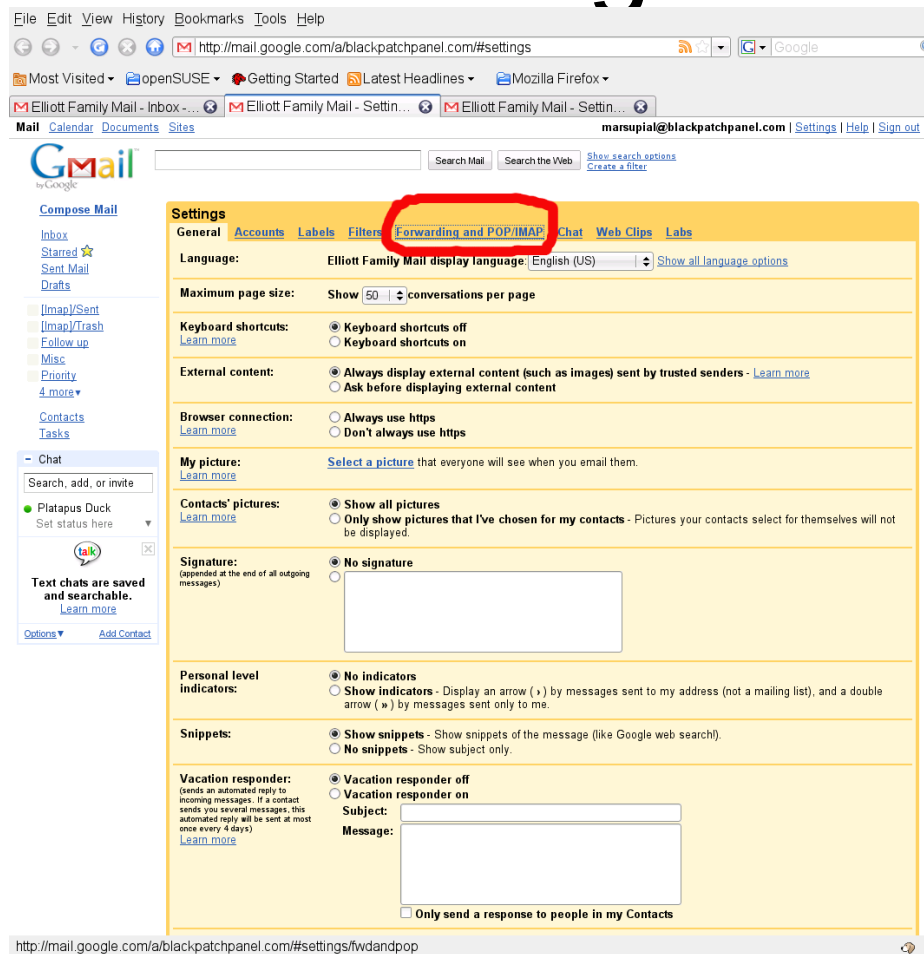 File Edit View History Bookmarks Tools Help
http://mail.google.com/a/blackpatchpanel.com/#settings
G Google
Most Visited openSUSE Getting Started Latest Headlines Mozilla Firefox
Elliott Family Mail - Inbox -... Elliott Family Mail - Settin... Elliott Family Mail - Settin...
Mail Calendar Documents Sites marsupial@blackpatchpanel.com | Settings | Help | Sign out
Gmail by Google
Search Mail Search the Web Show search options
Create a filter
Compose Mail
Inbox
Starred
Sent Mail
Drafts
[Imap]/Sent
[Imap]/Trash
Follow up
Misc
Priority
4 more▾
Contacts
Tasks
– Chat
Search, add, or invite
Platapus Duck
Set status here
talk
Text chats are saved
and searchable.
Learn more
Options▼ Add Contact
Settings
General Accounts Labels Filters Forwarding and POP/IMAP Chat Web Clips Labs
Language: Elliott Family Mail display language: English (US) Show all language options
Maximum page size: Show 50 conversations per page
Keyboard shortcuts: Keyboard shortcuts off
Learn more Keyboard shortcuts on
External content: Always display external content (such as images) sent by trusted senders - Learn more
Ask before displaying external content
Browser connection: Always use https
Learn more Don't always use https
My picture: Select a picture that everyone will see when you email them.
Learn more
Contacts' pictures: Show all pictures
Learn more Only show pictures that I've chosen for my contacts - Pictures your contacts select for themselves will not
be displayed.
Signature: No signature
(appended at the end of all outgoing
messages)
Personal level
indicators:
No indicators
Show indicators - Display an arrow ( › ) by messages sent to my address (not a mailing list), and a double
arrow ( » ) by messages sent only to me.
Snippets: Show snippets - Show snippets of the message (like Google web search!).
No snippets - Show subject only.
Vacation responder:
(sends an automated reply to
incoming messages. If a contact
sends you several messages, this
automated reply will be sent at most
once every 4 days)
Learn more
Vacation responder off
Vacation responder on
Subject:
Message:
Only send a response to people in my Contacts
http://mail.google.com/a/blackpatchpanel.com/#settings/fwdandpop